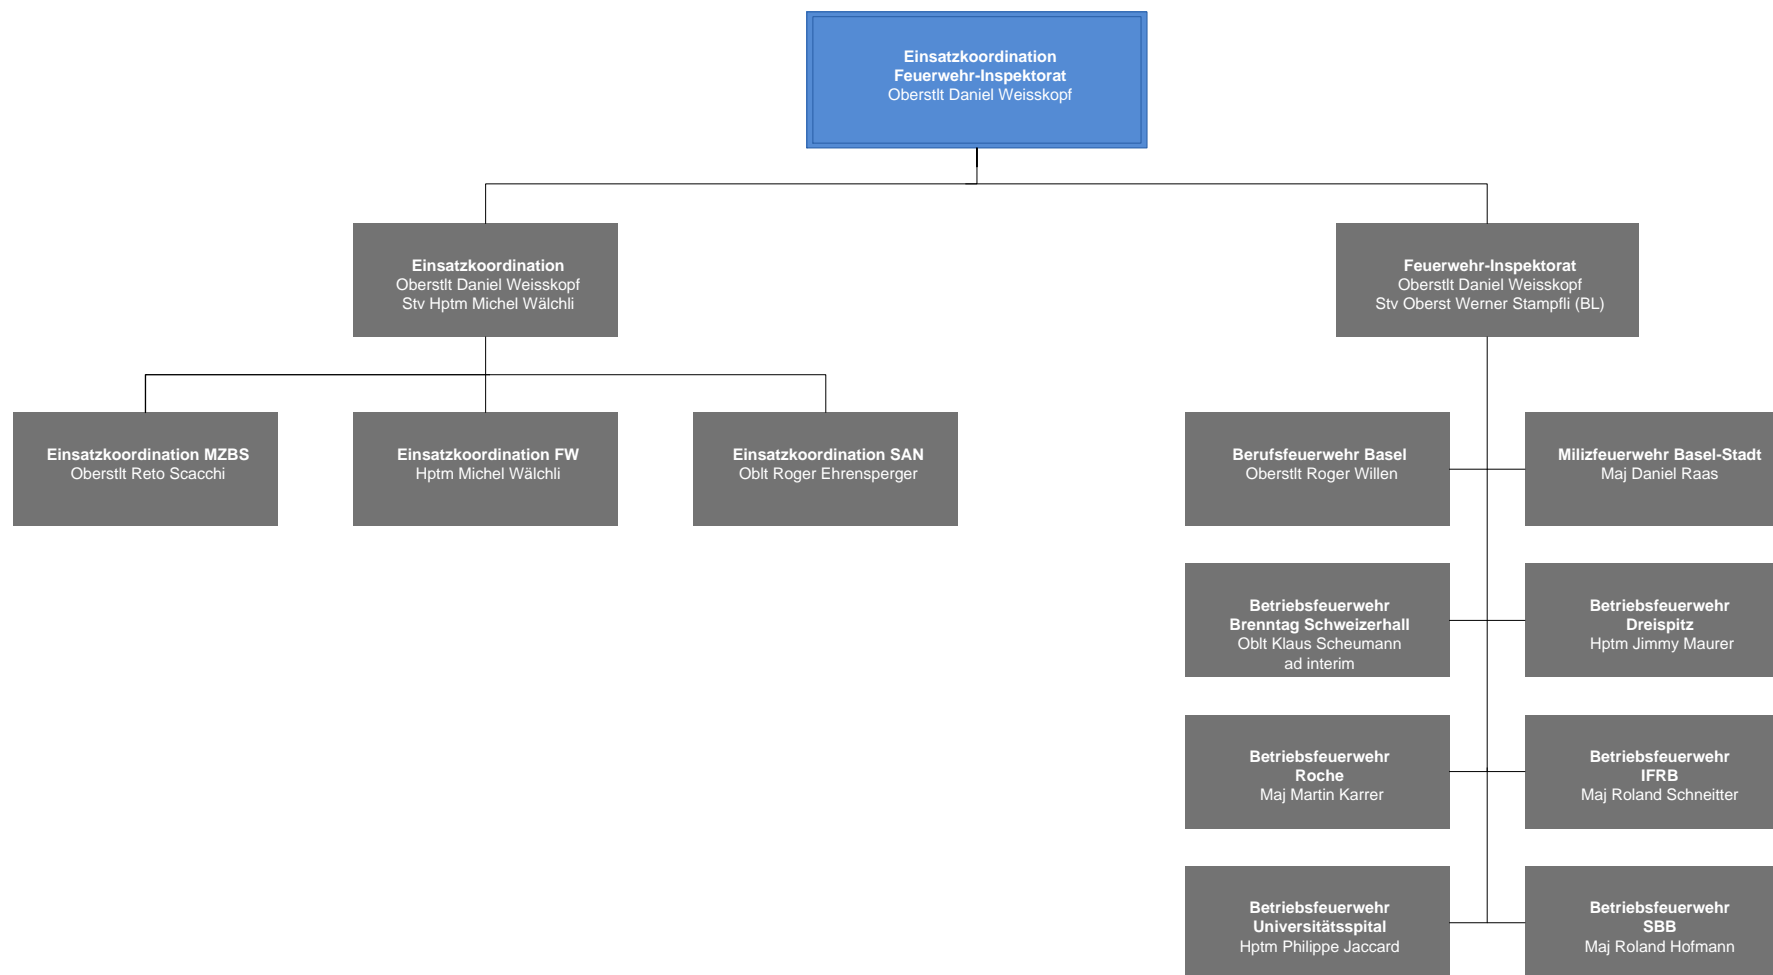 Einsatzkoordination
Feuerwehr-Inspektorat
Oberstlt Daniel Weisskopf
Einsatzkoordination
Oberstlt Daniel Weisskopf
Stv Hptm Michel Wälchli
Feuerwehr-Inspektorat
Oberstlt Daniel Weisskopf
Stv Oberst Werner Stampfli (BL)
Einsatzkoordination MZBS
Oberstlt Reto Scacchi
Einsatzkoordination FW
Hptm Michel Wälchli
Einsatzkoordination SAN
Oblt Roger Ehrensperger
Berufsfeuerwehr Basel
Oberstlt Roger Willen
Milizfeuerwehr Basel-Stadt
Maj Daniel Raas
Betriebsfeuerwehr
Brenntag Schweizerhall
Oblt Klaus Scheumann
ad interim
Betriebsfeuerwehr
Dreispitz
Hptm Jimmy Maurer
Betriebsfeuerwehr
Roche
Maj Martin Karrer
Betriebsfeuerwehr
IFRB
Maj Roland Schneitter
Betriebsfeuerwehr
Universitätsspital
Hptm Philippe Jaccard
Betriebsfeuerwehr
SBB
Maj Roland Hofmann